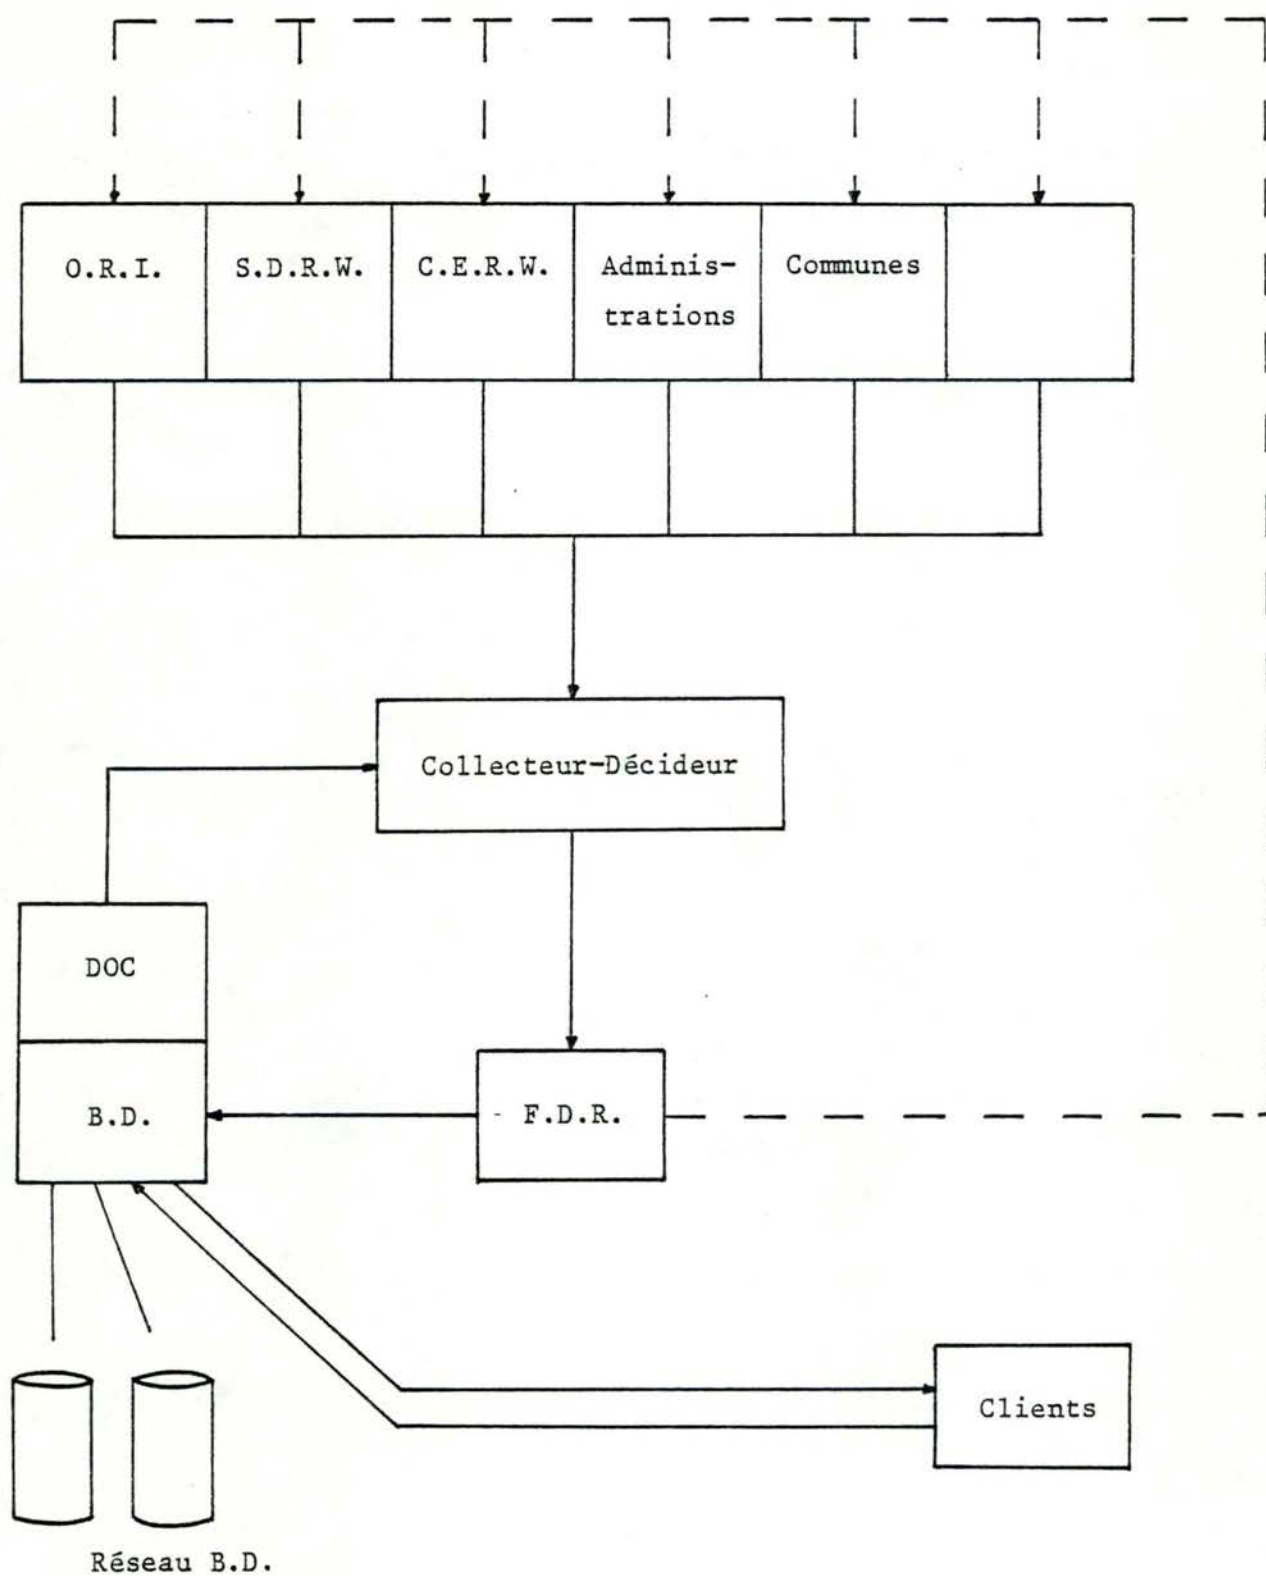 O.R.I.
S.D.R.W.
C.E.R.W.
Adminis-
trations
Communes
Collecteur-Décideur
DOC
B.D.
F.D.R.
Clients
Réseau B.D.